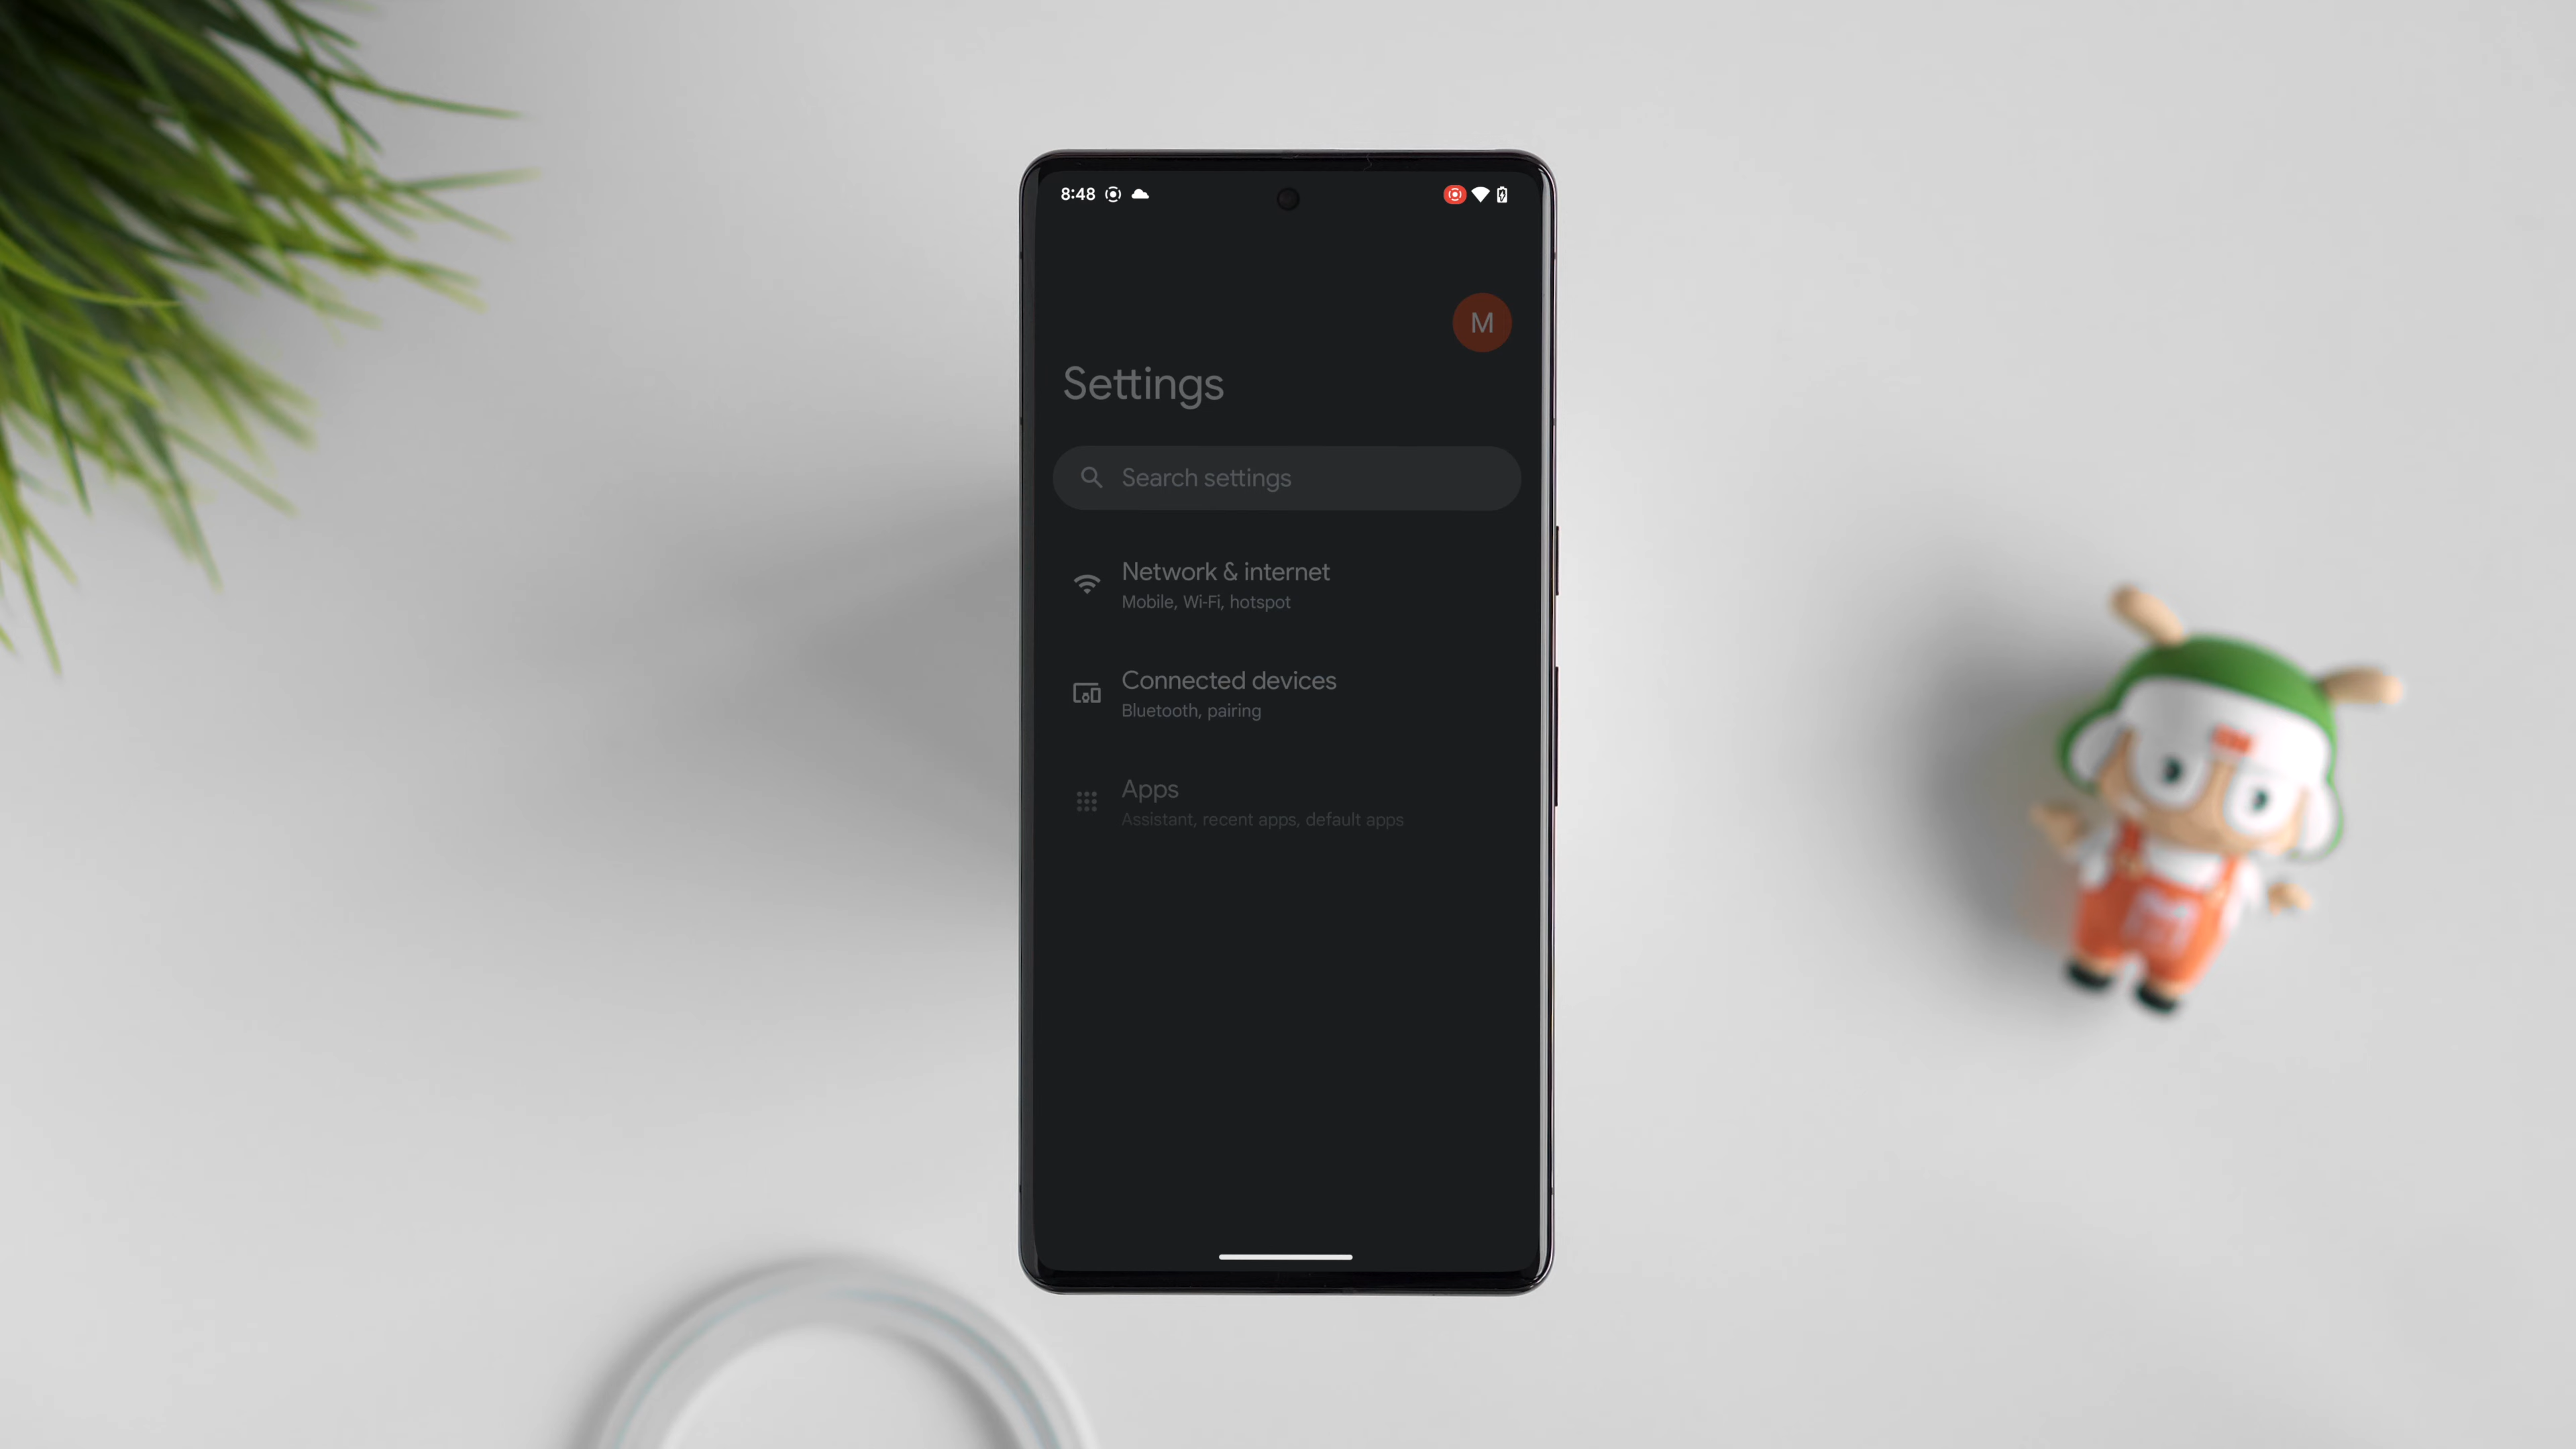 8:48
M
Settings
Search settings
Network & internet
Mobile, Wi-Fi, hotspot
Connected devices
Bluetooth, pairing
Apps
Assistant, recent apps, default apps